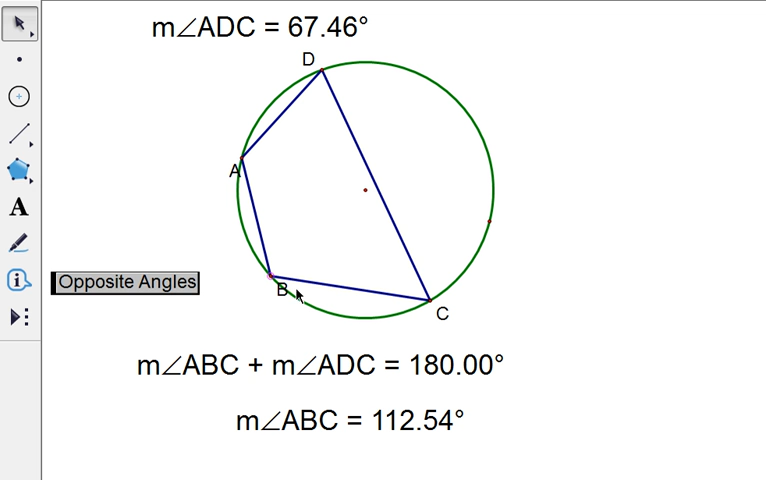 m∠ADC = 67.46°
D
A
Opposite Angles
B
C
m∠ABC + m∠ADC = 180.00°
m∠ABC = 112.54°
A